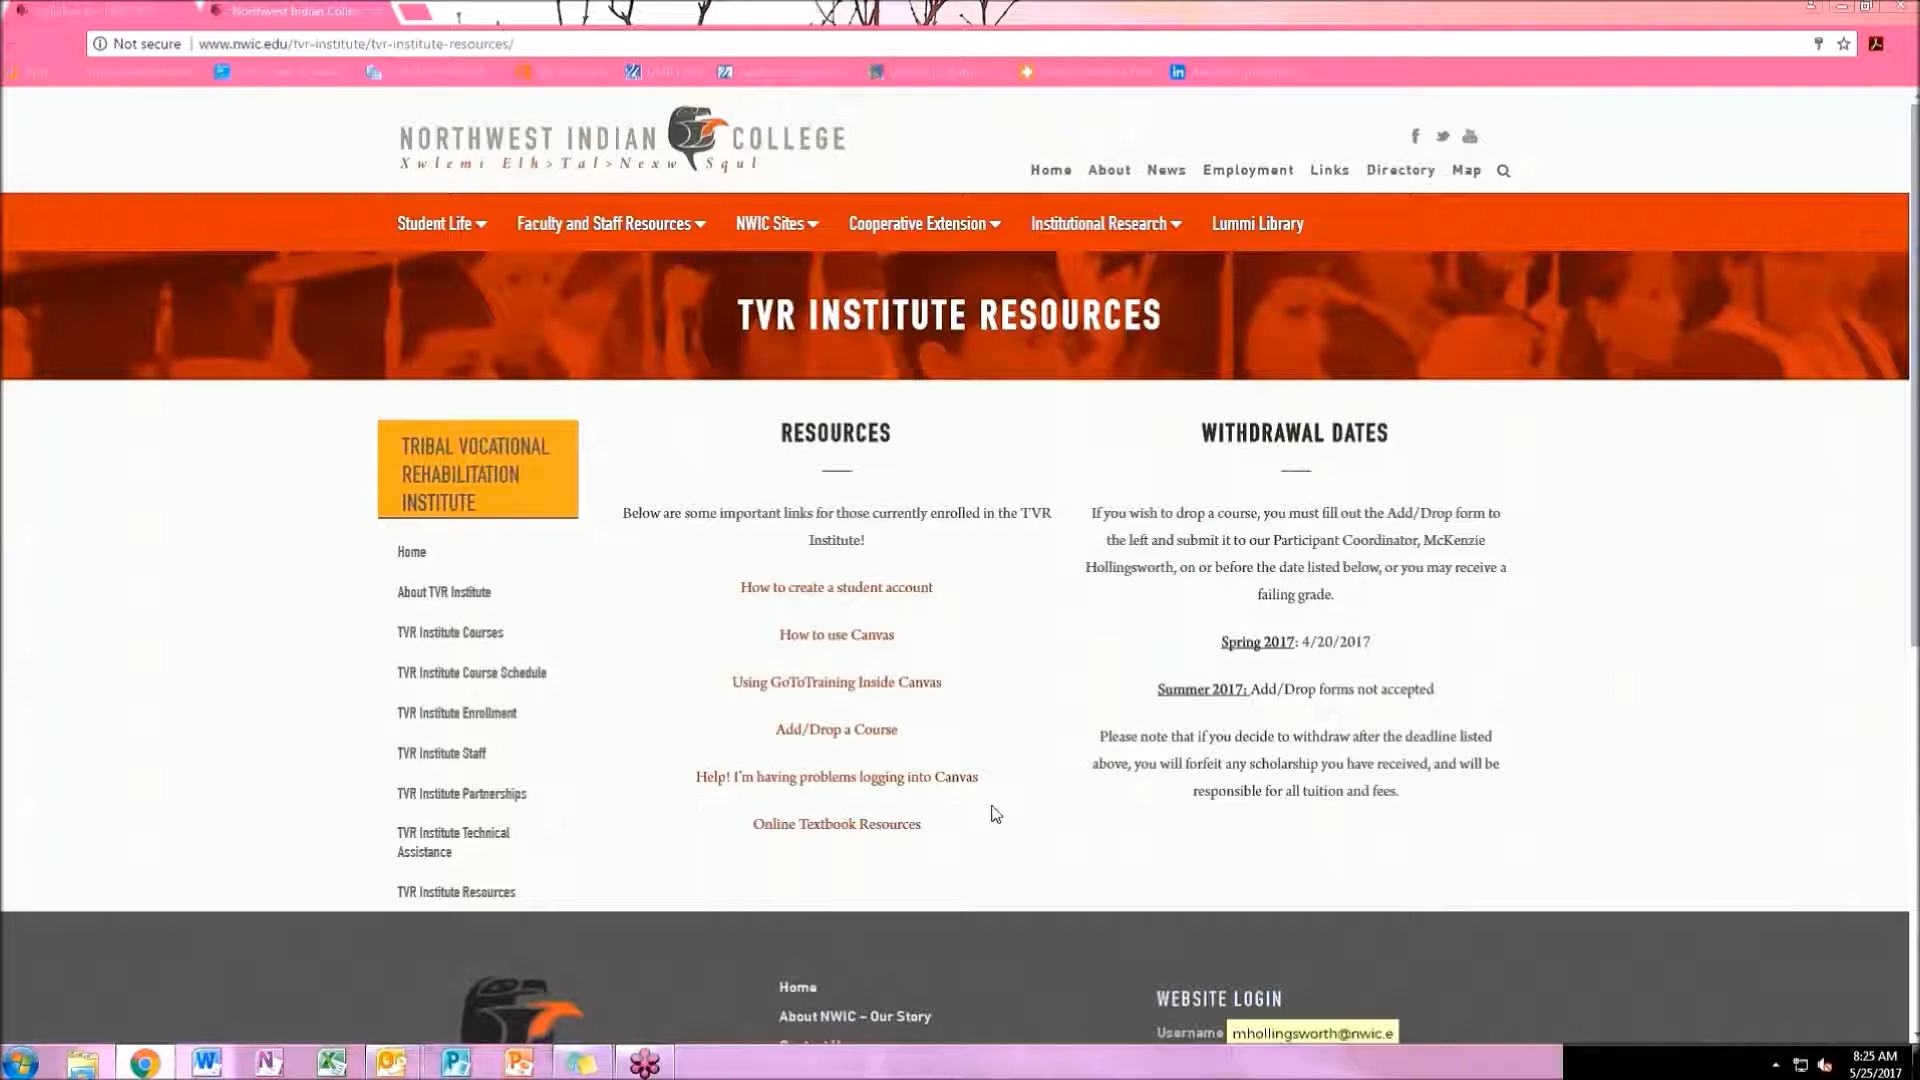 Northwest Indian Colle
Not secure | www.nwic.edu/tvr-institute/tvr-institute-resources/
NORTHWEST INDIAN COLLEGE
Xwlemi Elh>Tal>Nexw Squl
Home About News Employment Links Directory Map
Student Life Faculty and Staff Resources NWIC Sites Cooperative Extension Institutional Research Lummi Library
TVR INSTITUTE RESOURCES
TRIBAL VOCATIONAL
REHABILITATION
INSTITUTE
Home
About TVR Institute
TVR Institute Courses
TVR Institute Course Schedule
TVR Institute Enrollment
TVR Institute Staff
TVR Institute Partnerships
TVR Institute Technical
Assistance
TVR Institute Resources
RESOURCES
Below are some important links for those currently enrolled in the TVR
Institute!
How to create a student account
How to use Canvas
Using GoToTraining Inside Canvas
Add/Drop a Course
Help! I'm having problems logging into Canvas
Online Textbook Resources
WITHDRAWAL DATES
If you wish to drop a course, you must fill out the Add/Drop form to
the left and submit it to our Participant Coordinator, McKenzie
Hollingsworth, on or before the date listed below, or you may receive a
failing grade.
Spring 2017: 4/20/2017
Summer 2017: Add/Drop forms not accepted
Please note that if you decide to withdraw after the deadline listed
above, you will forfeit any scholarship you have received, and will be
responsible for all tuition and fees.
Home
About NWIC – Our Story
WEBSITE LOGIN
Username mhollingsworth@nwic.e
8:25 AM
5/25/2017